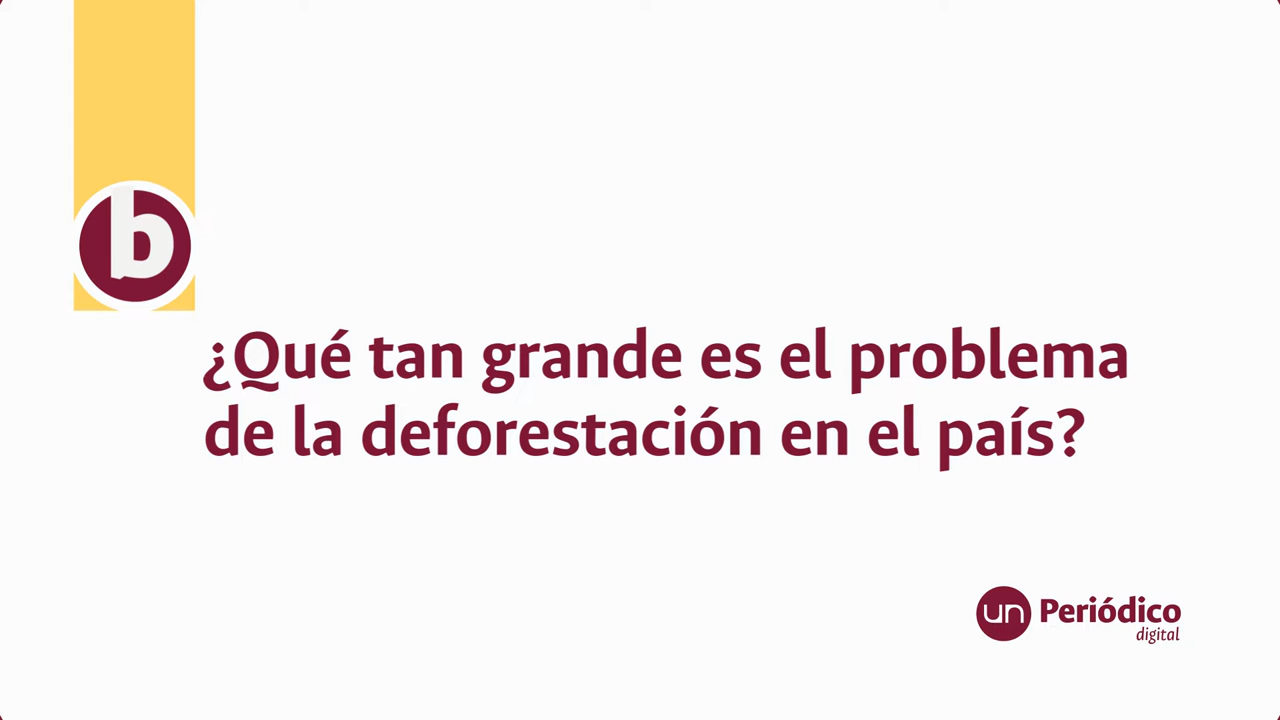 b
¿Qué tan grande es el problema
de la deforestación en el país?
un Periódico
digital